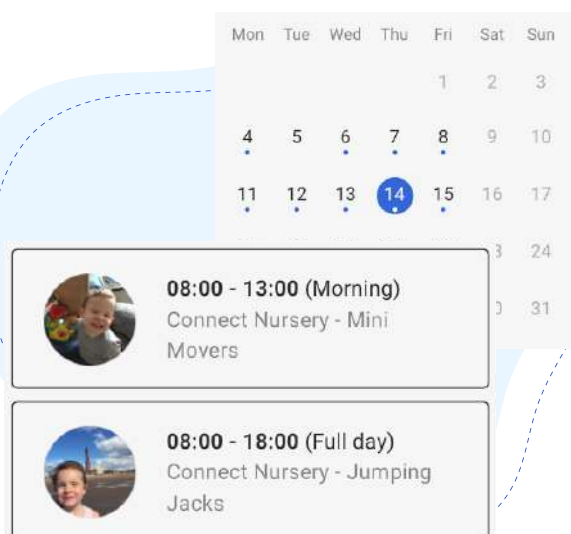 Mon Tue Wed Thu Fri Sat Sun
1 2 3
4 5 6 7 8 9 10
11 12 13 14 15 16 17
24
31
08:00 - 13:00 (Morning)
Connect Nursery - Mini
Movers
08:00 - 18:00 (Full day)
Connect Nursery - Jumping
Jacks